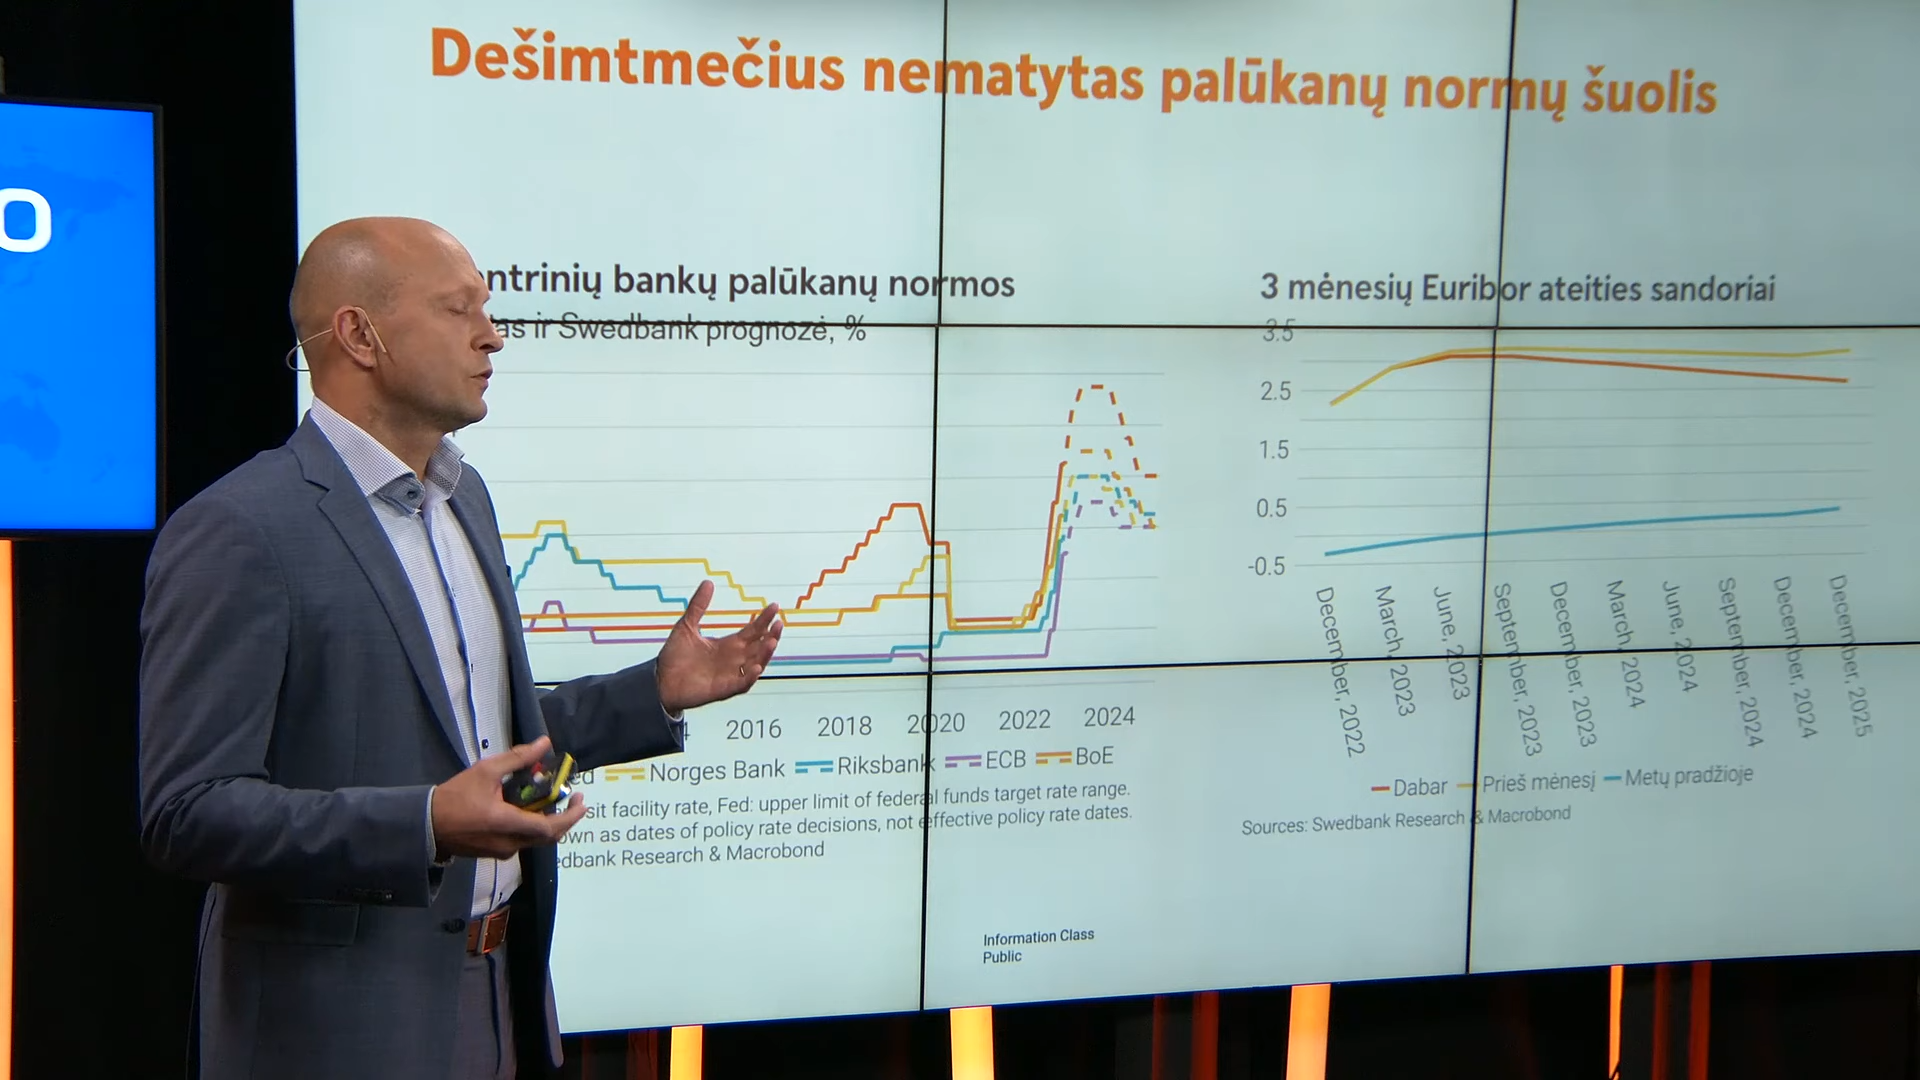 O
Dešimtmečius nematytas palūkanų normų šuolis
ntrinių bankų palūkanų normos
as ir Swedbank prognozė, %
2016 2018 2020 2022 2024
ed Norges Bank Riksbank ECB BoE
sit facility rate, Fed: upper limit of federal funds target rate range.
own as dates of policy rate decisions, not effective policy rate dates.
edbank Research & Macrobond
3 mėnesių Euribor ateities sandoriai
3.5
2.5
1.5
0.5
-0.5
December, 2022
March, 2023
June, 2023
September, 2023
December, 2023
March, 2024
June, 2024
September, 2024
December, 2024
December, 2025
Dabar Prieš mėnesį Metų pradžioje
Sources: Swedbank Research & Macrobond
Information Class
Public